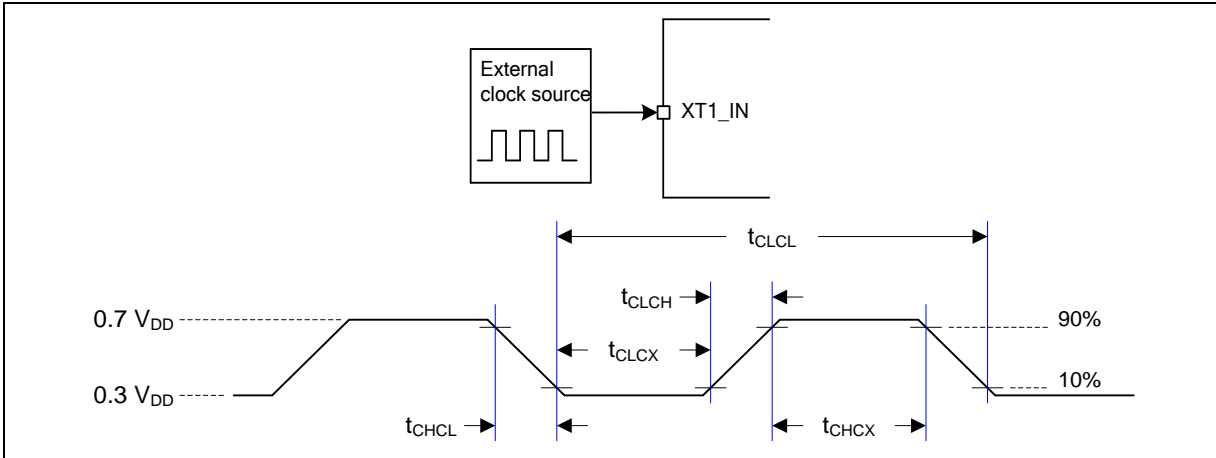 External
clock source
XT1_IN
tCLCL
tCLCH
0.7 VDD
90%
tCLCX
0.3 VDD
10%
tCHCL
tCHCX